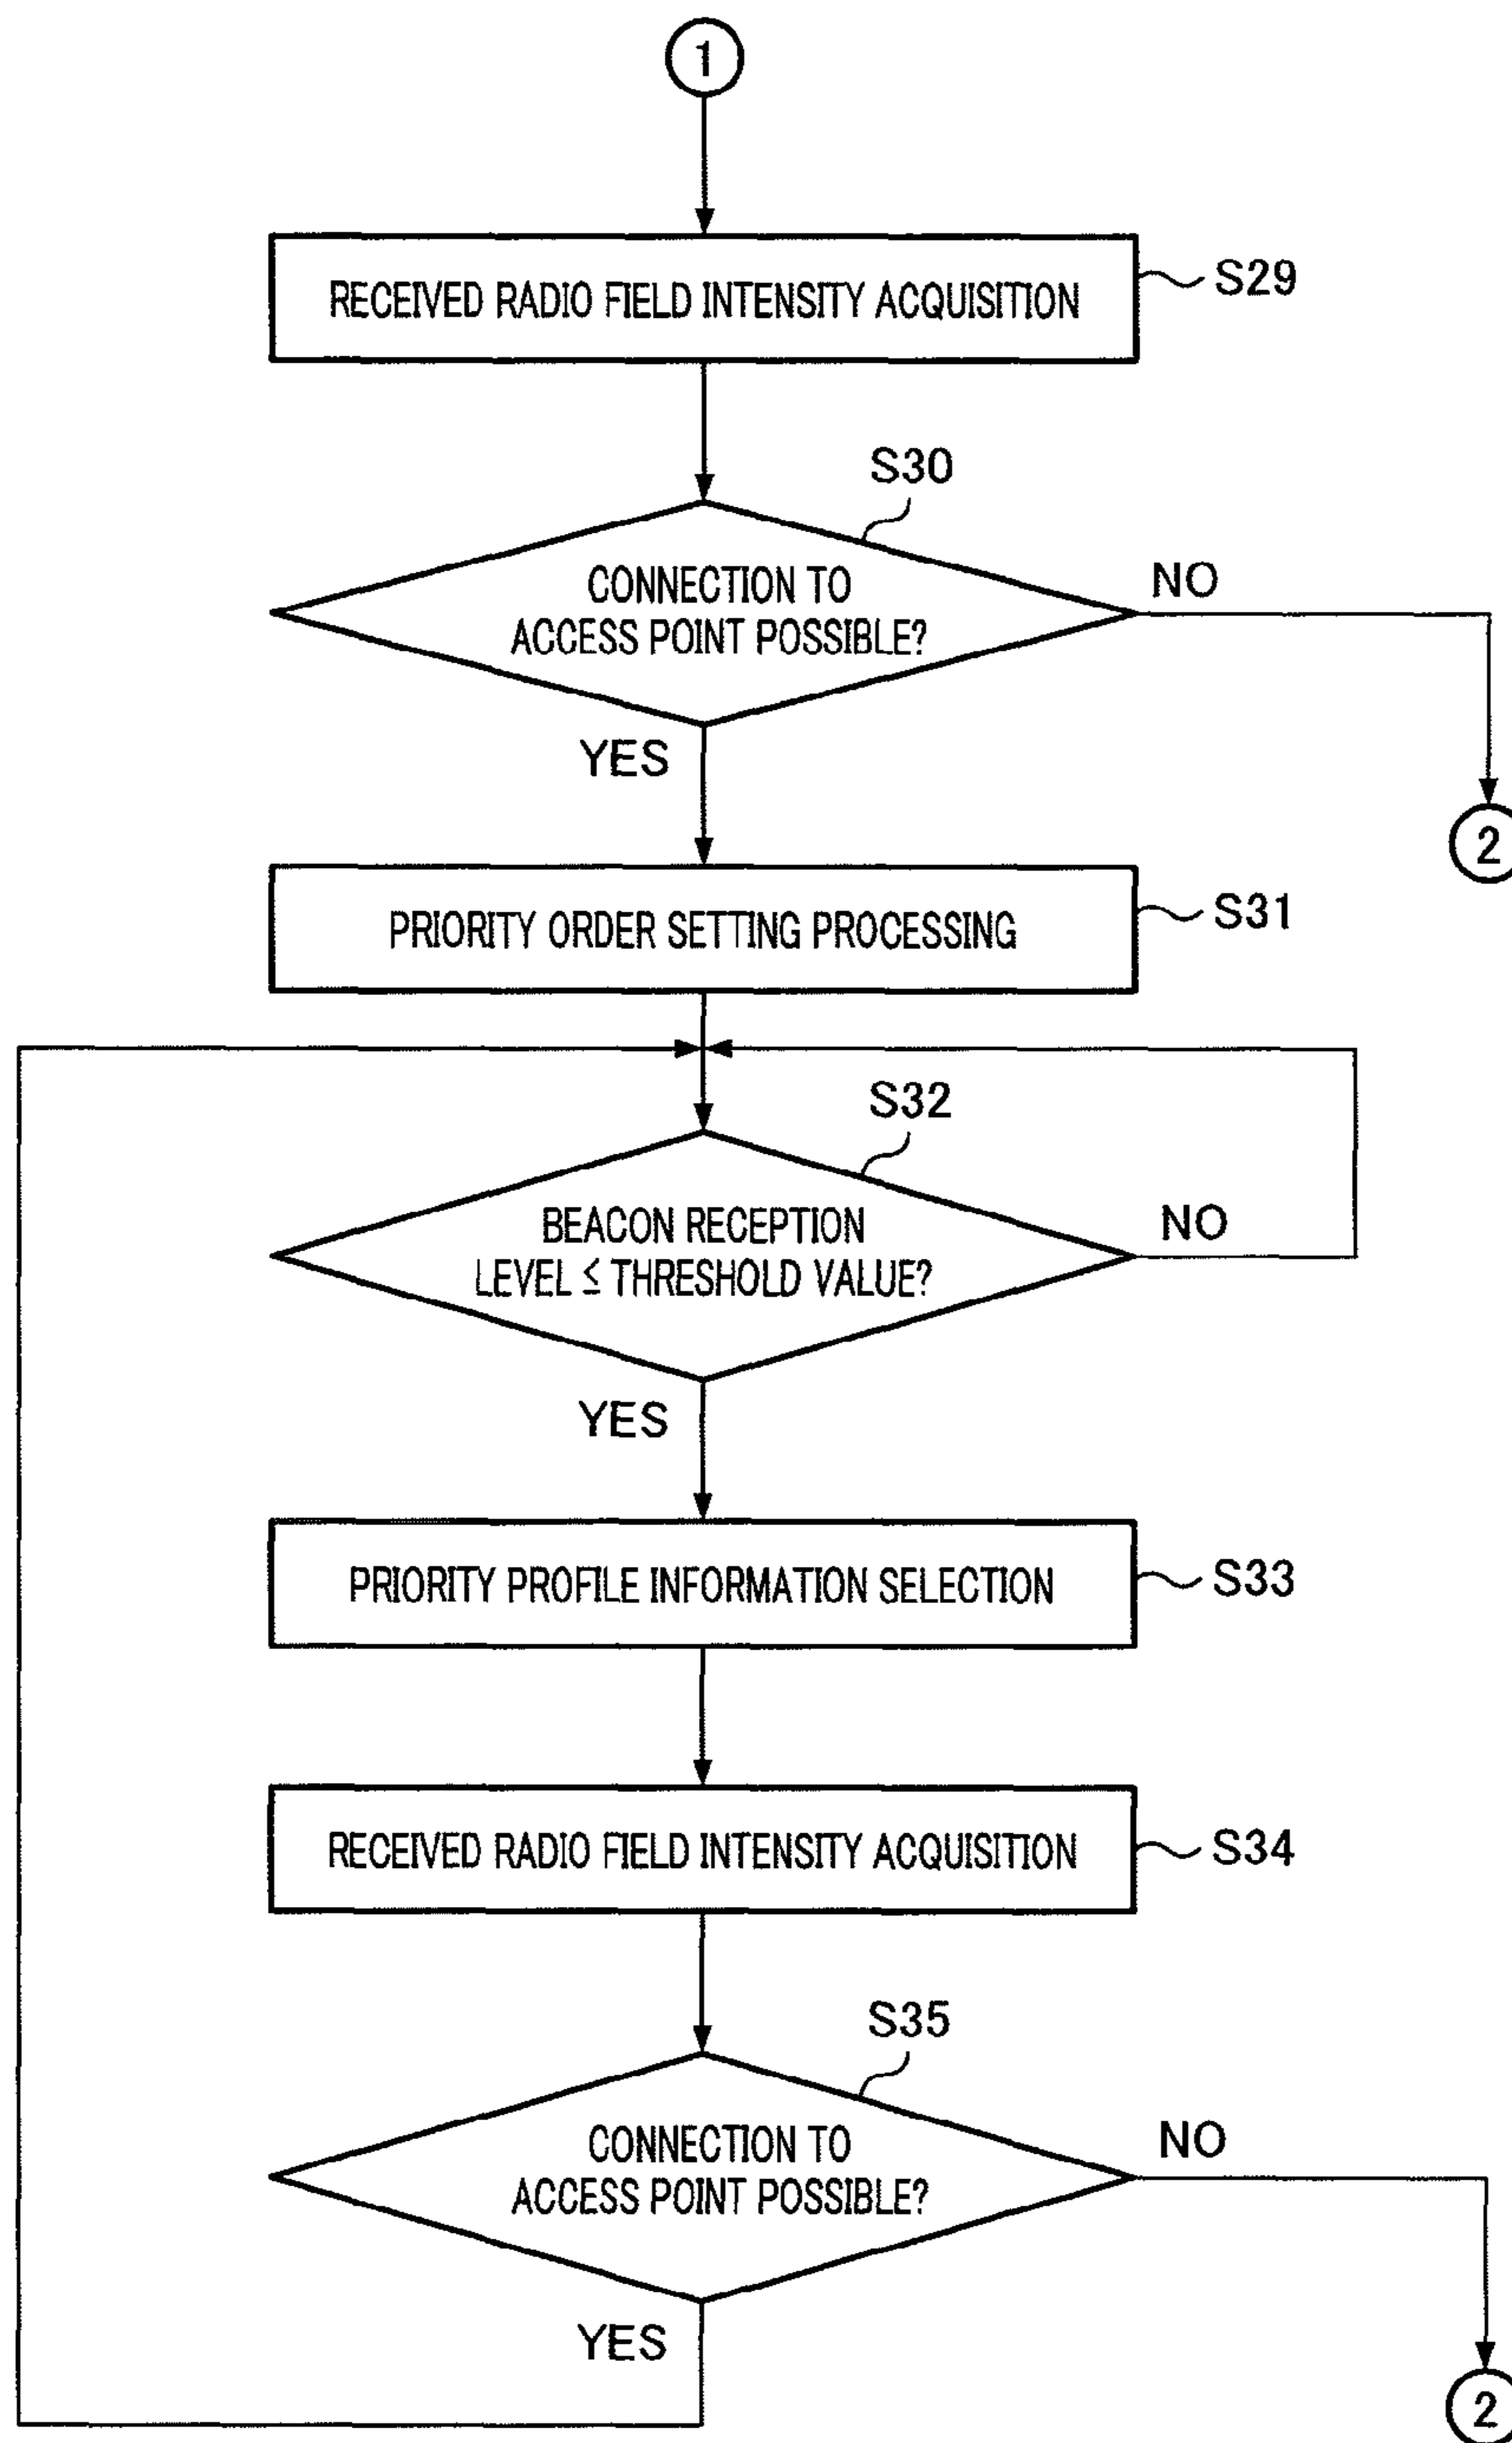 1
RECEIVED RADIO FIELD INTENSITY ACQUISITION
S29
S30
CONNECTION TO
ACCESS POINT POSSIBLE?
NO
YES
2
PRIORITY ORDER SETTING PROCESSING
S31
S32
BEACON RECEPTION
LEVEL ≦ THRESHOLD VALUE?
NO
YES
PRIORITY PROFILE INFORMATION SELECTION
S33
RECEIVED RADIO FIELD INTENSITY ACQUISITION
S34
S35
CONNECTION TO
ACCESS POINT POSSIBLE?
NO
YES
2